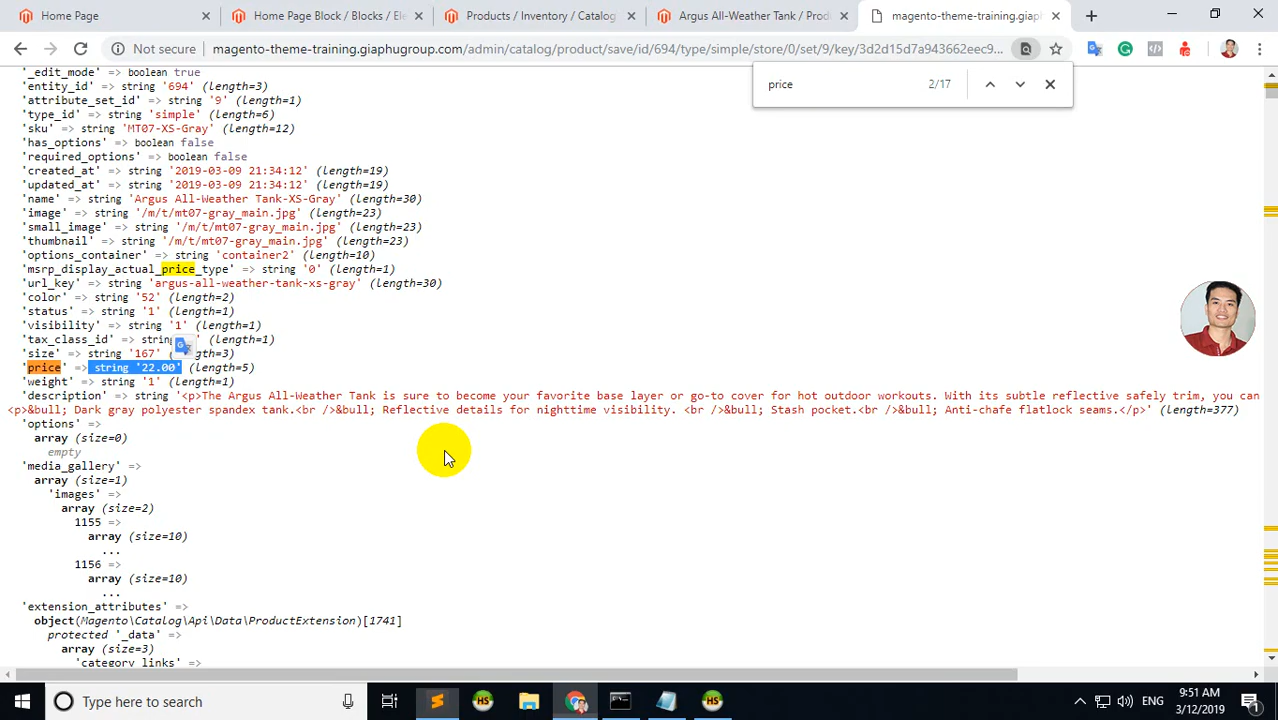 Home Page
Home Page Block / Blocks / Ele
Products / Inventory / Catalog
Argus All-Weather Tank / Prod
magento-theme-training.giaph
Not secure
magento-theme-training.giaphugroup.com/admin/catalog/product/save/id/694/type/simple/store/0/set/9/key/3d2d15d7a943662eec9...
price 2/17
'_edit_mode' => boolean true
'entity_id' => string '694' (length=3)
'attribute_set_id' => string '9' (length=1)
'type_id' => string 'simple' (length=6)
'sku' => string 'MT07-XS-Gray' (length=12)
'has_options' => boolean false
'required_options' => boolean false
'created_at' => string '2019-03-09 21:34:12' (length=19)
'updated_at' => string '2019-03-09 21:34:12' (length=19)
'name' => string 'Argus All-Weather Tank-XS-Gray' (length=30)
'image' => string '/m/t/mt07-gray_main.jpg' (length=23)
'small_image' => string '/m/t/mt07-gray_main.jpg' (length=23)
'thumbnail' => string '/m/t/mt07-gray_main.jpg' (length=23)
'options_container' => string 'container2' (length=10)
'msrp_display_actual_price_type' => string '0' (length=1)
'url_key' => string 'argus-all-weather-tank-xs-gray' (length=30)
'color' => string '52' (length=2)
'status' => string '1' (length=1)
'visibility' => string '1' (length=1)
'tax_class_id' => string (length=1)
'size' => string '167' (length=3)
'price' => string '22.00' (length=5)
'weight' => string '1' (length=1)
'description' => string '<p>The Argus All-Weather Tank is sure to become your favorite base layer or go-to cover for hot outdoor workouts. With its subtle reflective safely trim, you can
<p>&bull; Dark gray polyester spandex tank.<br />&bull; Reflective details for nighttime visibility. <br />&bull; Stash pocket.<br />&bull; Anti-chafe flatlock seams.</p>' (length=377)
'options' =>
array (size=0)
empty
'media_gallery' =>
array (size=1)
'images' =>
array (size=2)
1155 =>
array (size=10)
...
1156 =>
array (size=10)
...
'extension_attributes' =>
object(Magento\Catalog\Api\Data\ProductExtension)[1741]
protected '_data' =>
array (size=3)
'category_links' =>
Type here to search
ENG
9:51 AM
3/12/2019